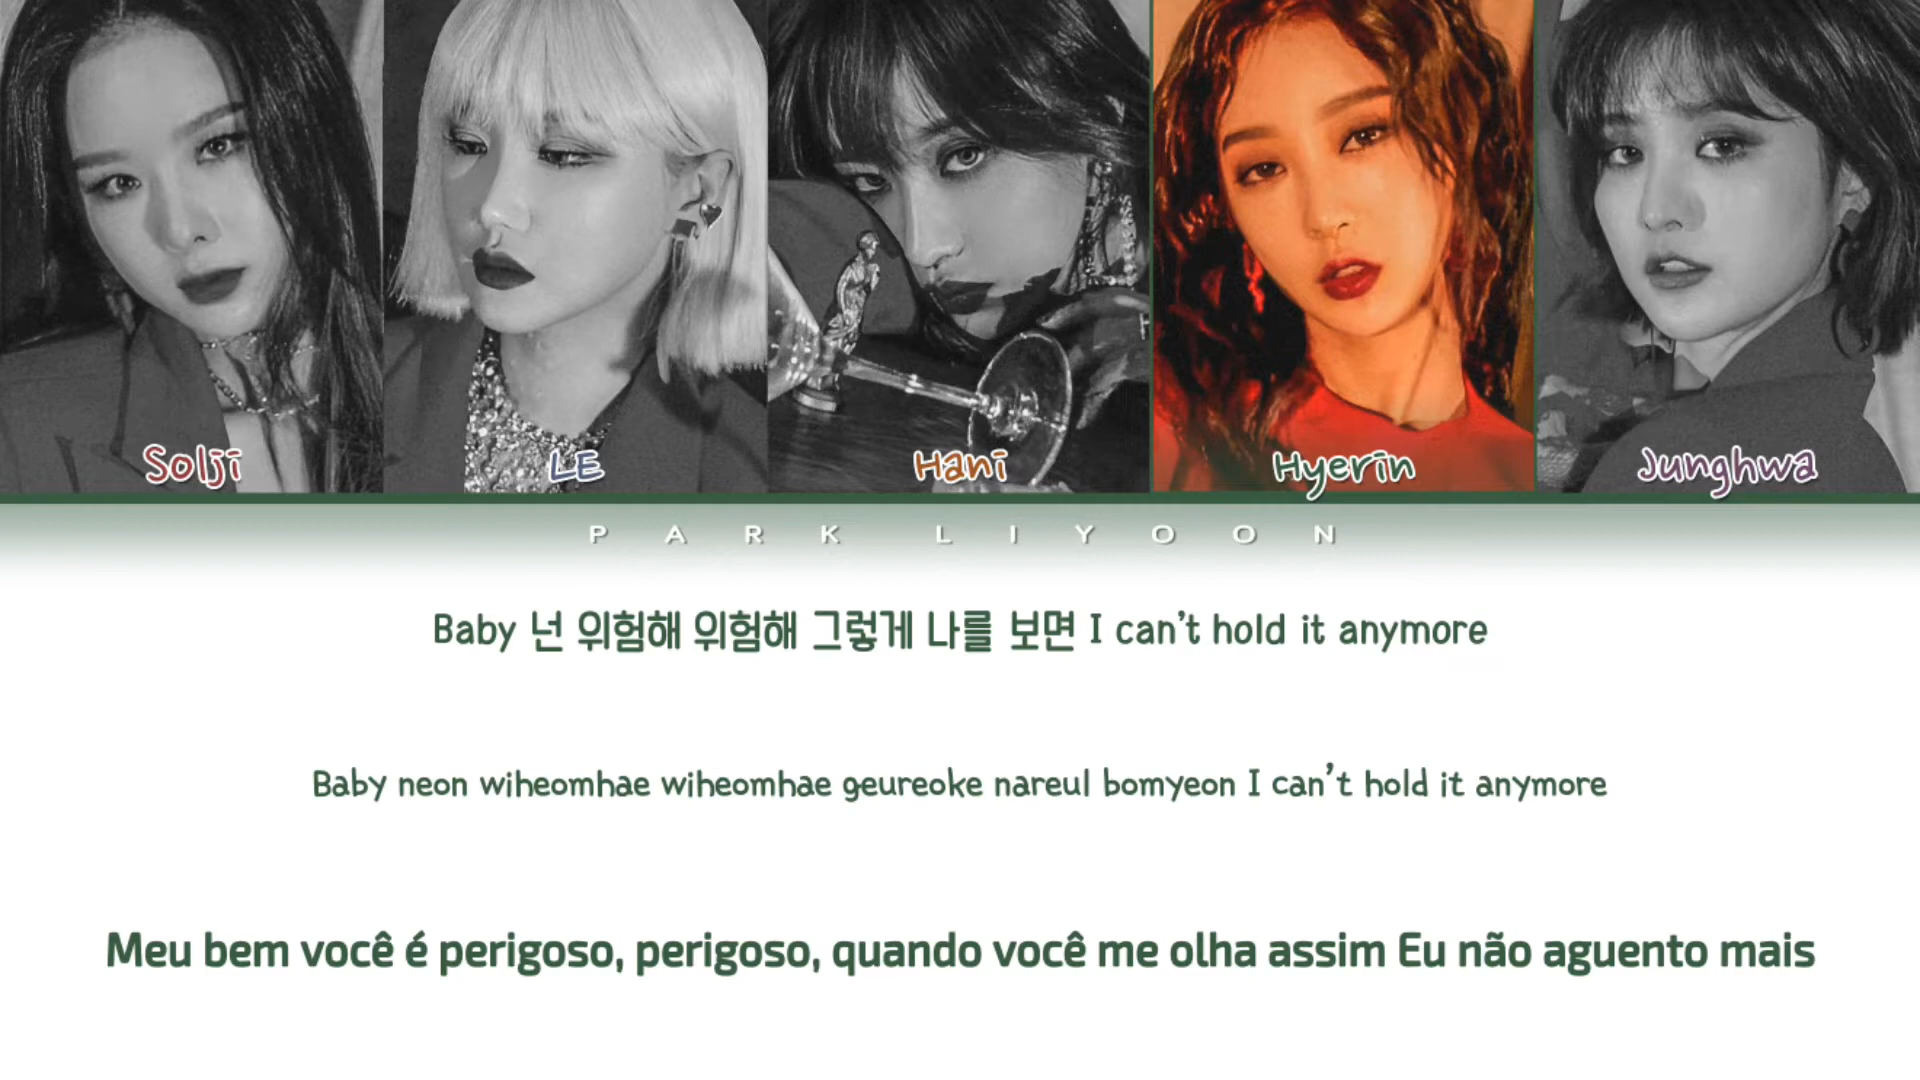 Solji
LE
Hani
Hyerin
Junghwa
PARK LIYOON
Baby 넌 위험해 위험해 그렇게 나를 보면 I can't hold it anymore
Baby neon wiheomhae wiheomhae geureoke nareul bomyeon I can't hold it anymore
Meu bem você é perigoso, perigoso, quando você me olha assim Eu não aguento mais